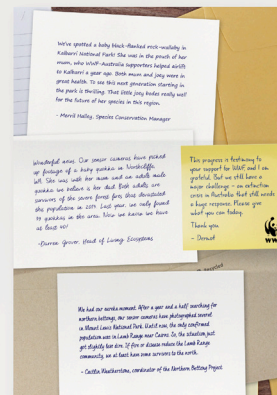 We've spotted a baby black-flanked rock-wallaby in
Kalbarri National Park! She was in the pouch of her
mum, who WWF-Australia supporters helped airlift
to Kalbarri a year ago. Both mum and joey were in
great health. To see this next generation starting in
the park is thrilling. That little joey bodes really well
for the future of her species in this region.
- Merril Halley, Species Conservation Manager
Wonderful news. Our sensor cameras have picked
up footage of a baby quokka in Northcliffe,
WA. She was with her mum and an adult male
quokka we believe is her dad. Both adults are
survivors of the severe forest fires that devastated
the population in 2015. Last year, we only found
quokkas in the area. Now we know we have
at least
-Darren Grover, Head of Living Ecosystems
This progress is testimony to
your support for WWF and I am
grateful. But we still have a
major challenge - an extinction
crisis in Australia that still needs
a huge response. Please give
what you can today.
Thank you
- Dermot
WW
We had our eureka moment. After a year and a half searching for
northern bettongs, our sensor cameras have photographed several
in Mount Lewis National Park. Until now, the only confirmed
population was in Lamb Range near Cairns. So, the situation just
got slightly less dire. If fire or disease reduce the Lamb Range
community, we at least have some survivors to the north.
- Caitlin Weatherstone, coordinator of the Northern Bettong Project